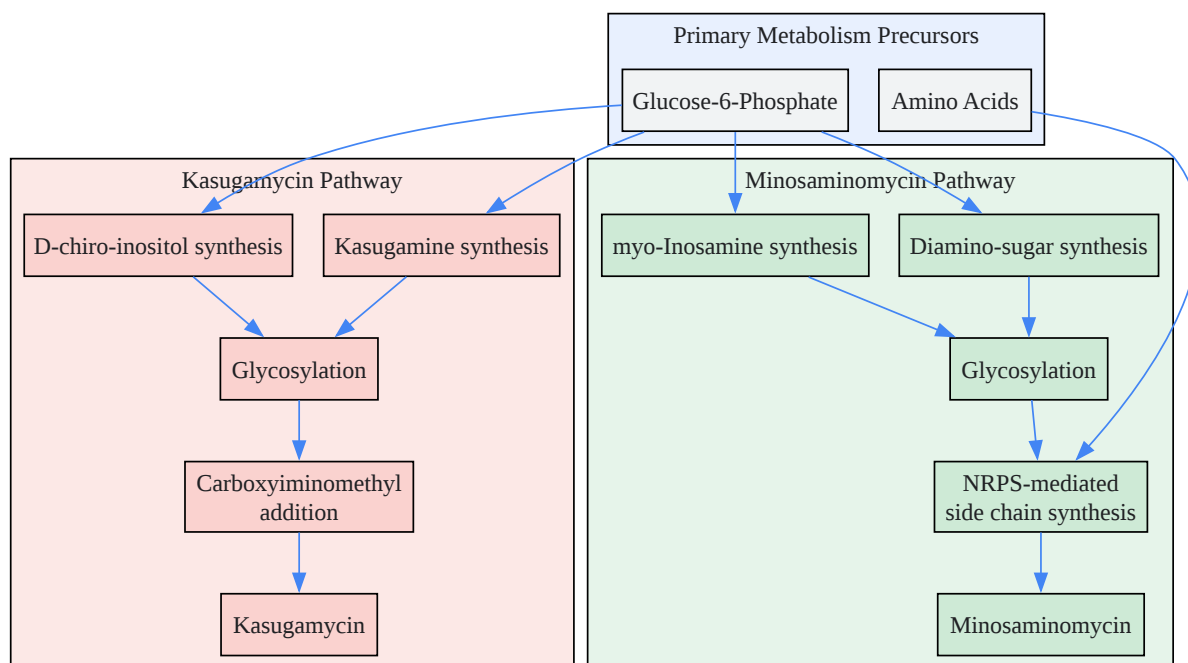 Primary Metabolism Precursors
Glucose-6-Phosphate
Amino Acids
Kasugamycin Pathway
Minosaminomycin Pathway
D-chiro-inositol synthesis
Kasugamine synthesis
myo-Inosamine synthesis
Diamino-sugar synthesis
Glycosylation
Glycosylation
Carboxyiminomethyl
addition
NRPS-mediated
side chain synthesis
Kasugamycin
Minosaminomycin